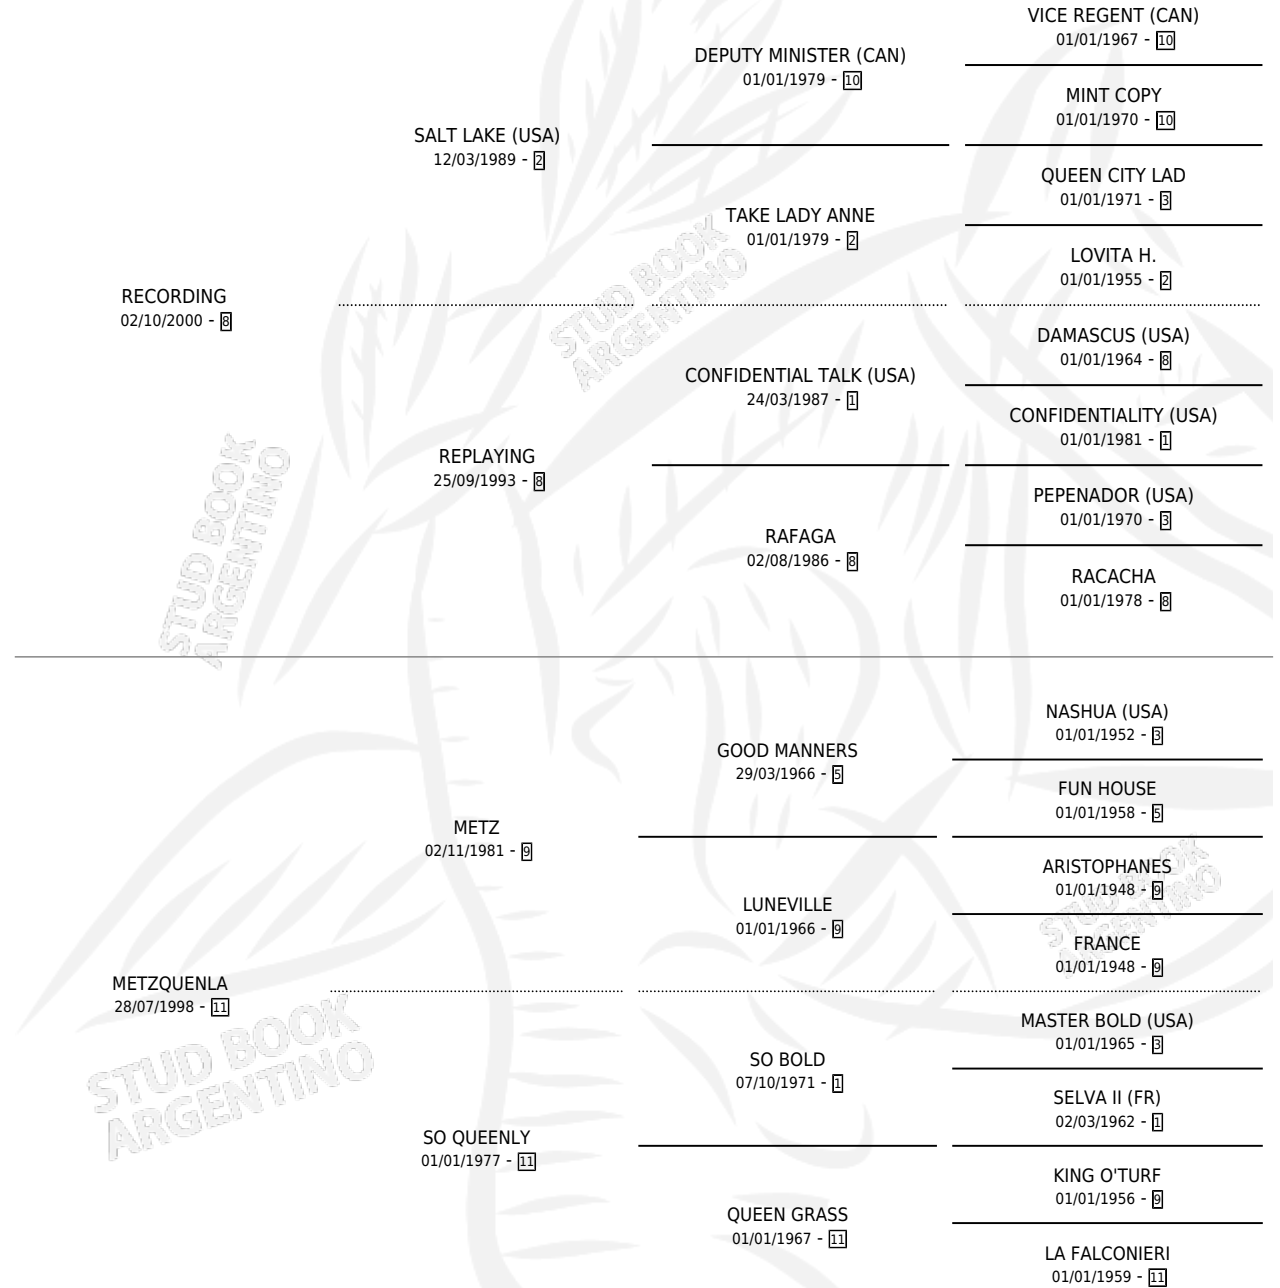 VICE REGENT (CAN)
01/01/1967 - 10
DEPUTY MINISTER (CAN)
01/01/1979 - 10
MINT COPY
01/01/1970 - 10
SALT LAKE (USA)
12/03/1989 - 2
QUEEN CITY LAD
01/01/1971 - 3
TAKE LADY ANNE
01/01/1979 - 2
LOVITA H.
01/01/1955 - 2
RECORDING
02/10/2000 - 8
STUD BOOK
ARGENTINO
DAMASCUS (USA)
01/01/1964 - 8
CONFIDENTIAL TALK (USA)
24/03/1987 - 1
CONFIDENTIALITY (USA)
01/01/1981 - 1
REPLAYING
25/09/1993 - 8
PEPENADOR (USA)
01/01/1970 - 3
RAFAGA
02/08/1986 - 8
RACACHA
01/01/1978 - 8
STUD BOOK
ARGENTINO
NASHUA (USA)
01/01/1952 - 3
GOOD MANNERS
29/03/1966 - 5
FUN HOUSE
01/01/1958 - 5
METZ
02/11/1981 - 9
ARISTOPHANES
01/01/1948 - 9
LUNEVILLE
01/01/1966 - 9
FRANCE
01/01/1948 - 9
STUD BOOK
ARGENTINO
METZQUENLA
28/07/1998 - 11
STUD BOOK
ARGENTINO
MASTER BOLD (USA)
01/01/1965 - 3
SO BOLD
07/10/1971 - 1
SELVA II (FR)
02/03/1962 - 1
SO QUEENLY
01/01/1977 - 11
KING O'TURF
01/01/1956 - 9
QUEEN GRASS
01/01/1967 - 11
LA FALCONIERI
01/01/1959 - 11